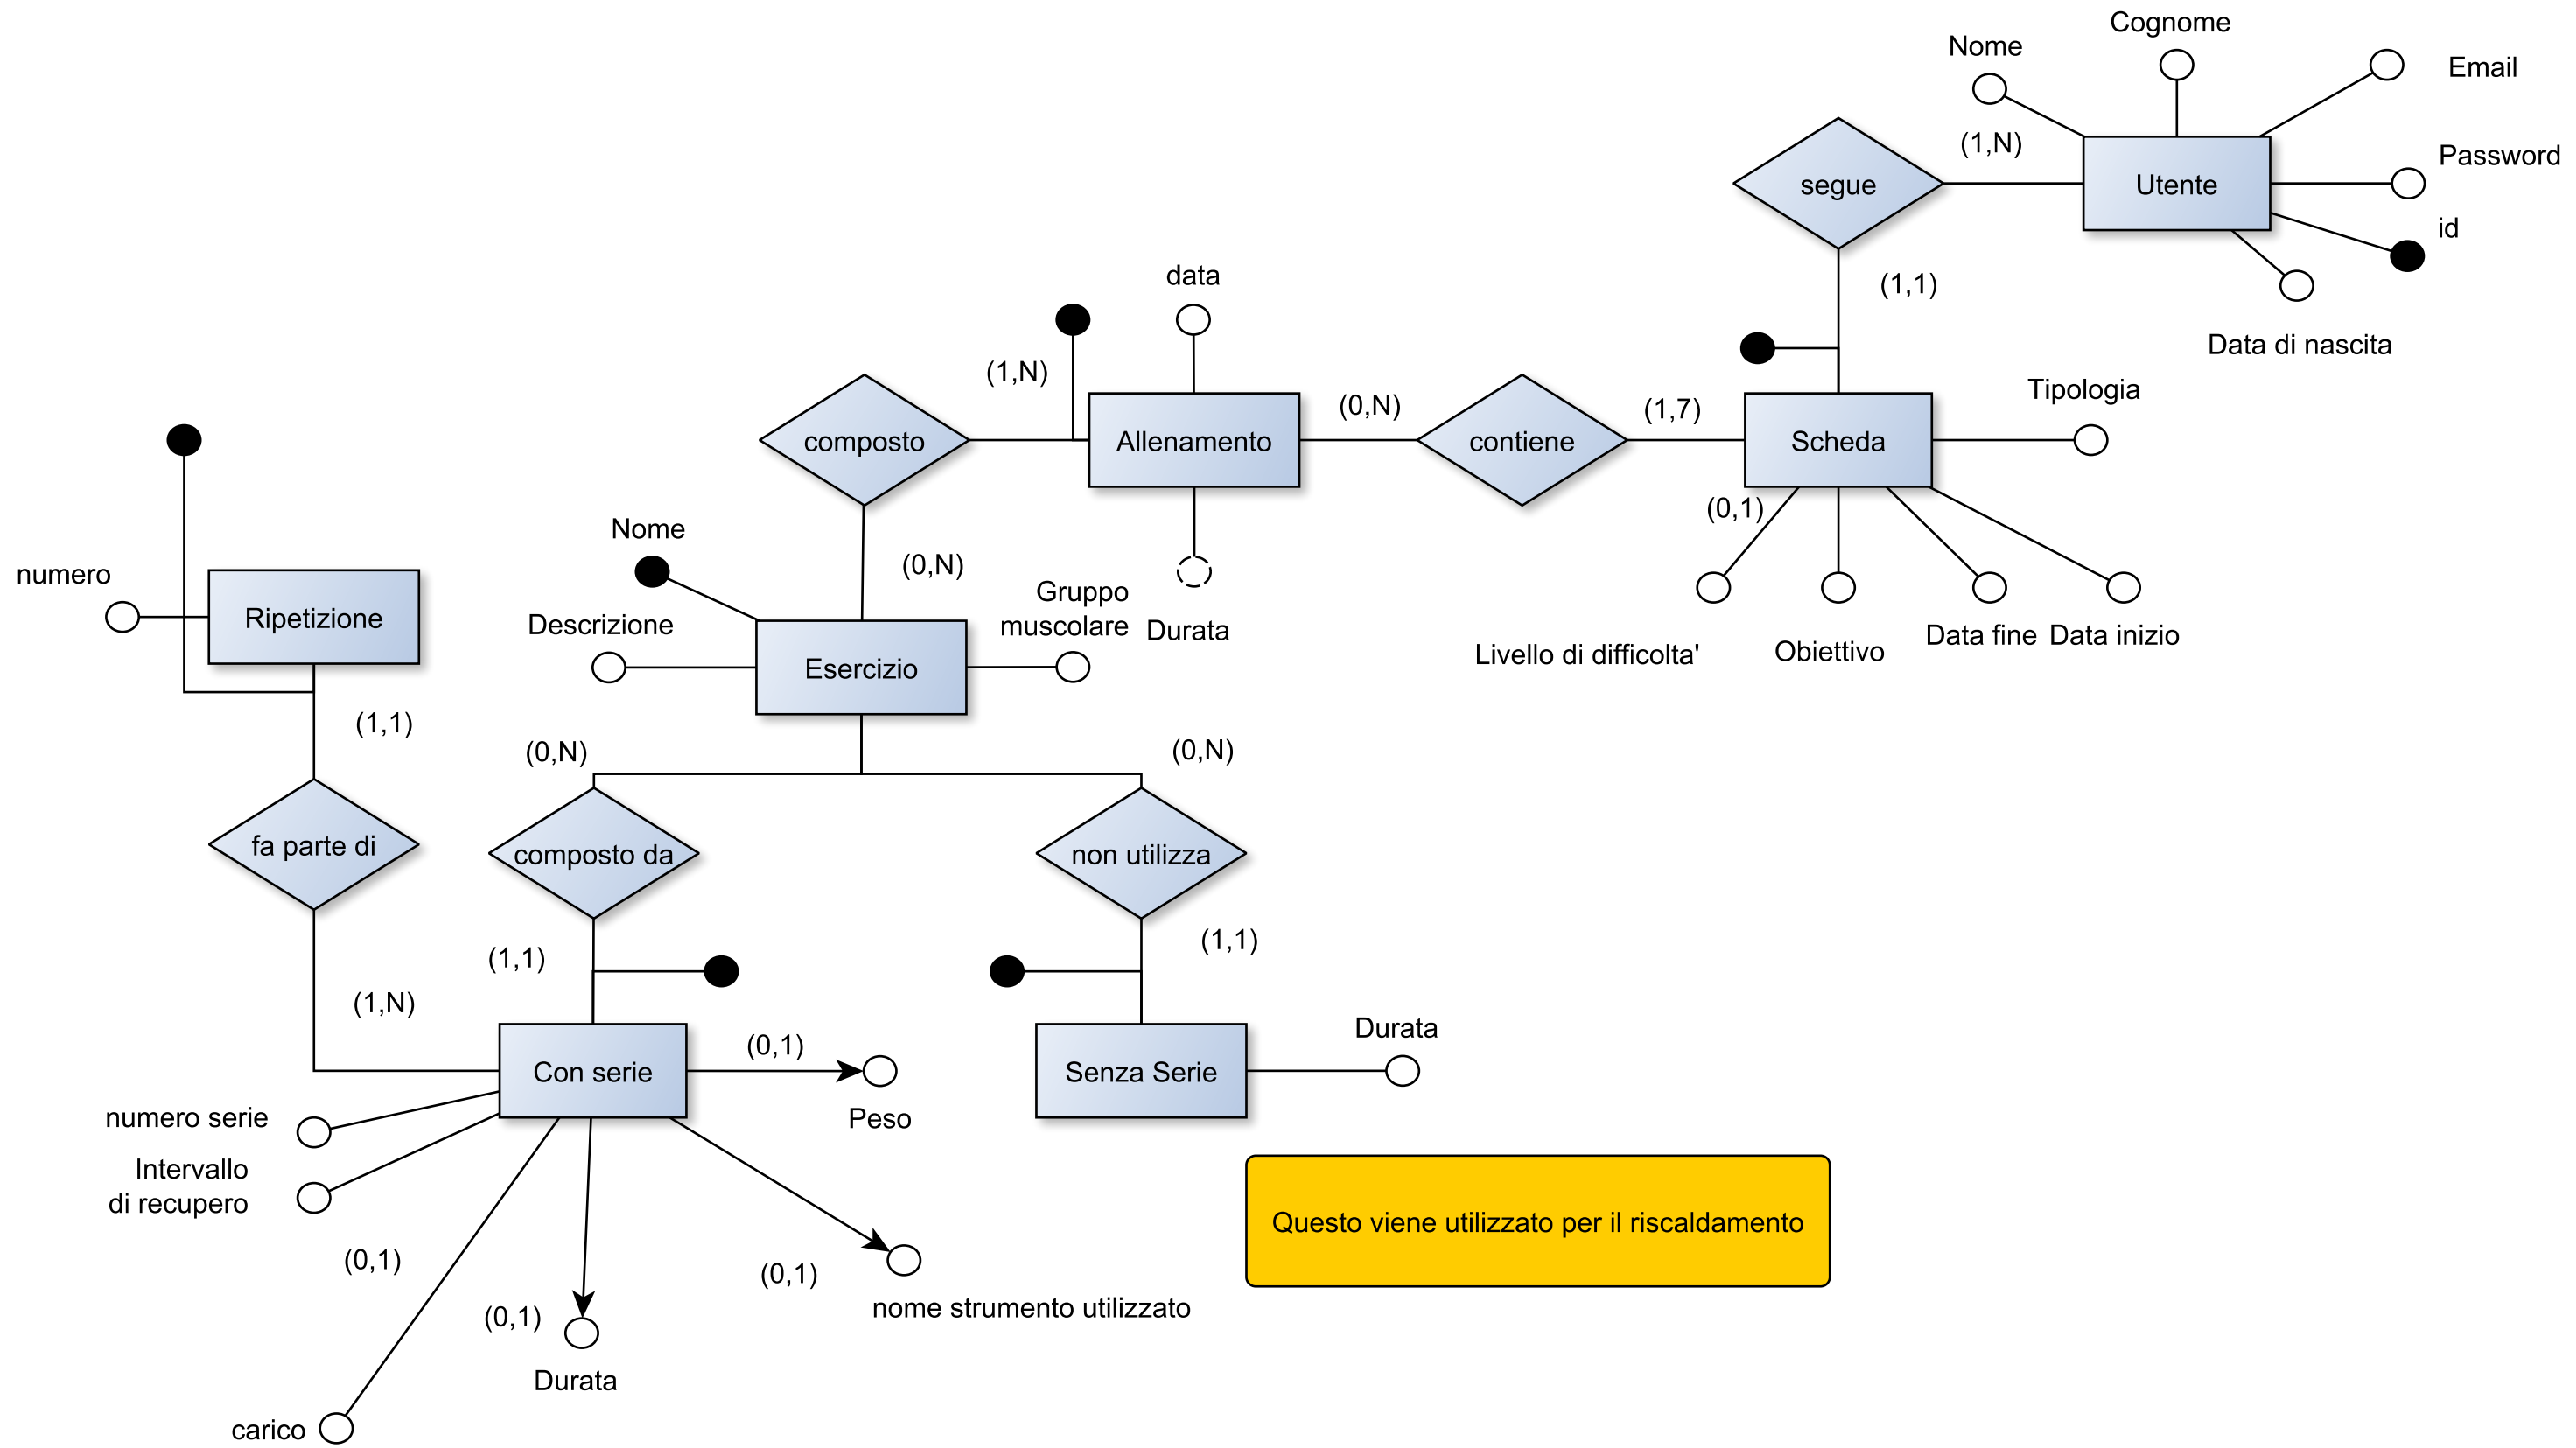 Cognome
Nome
Email
(1,N)
Password
segue
Utente
id
data
(1,1)
Data di nascita
(1,N)
Tipologia
(0,N)
(1,7)
composto
Allenamento
contiene
Scheda
(0,1)
Nome
(0,N)
numero
Gruppo
muscolare
Ripetizione
Descrizione
Durata
Data fine
Data inizio
Obiettivo
Livello di difficolta'
Esercizio
(1,1)
(0,N)
(0,N)
fa parte di
composto da
non utilizza
(1,1)
(1,1)
(1,N)
Durata
(0,1)
Con serie
Senza Serie
numero serie
Peso
Intervallo
di recupero
Questo viene utilizzato per il riscaldamento
(0,1)
(0,1)
nome strumento utilizzato
(0,1)
Durata
carico